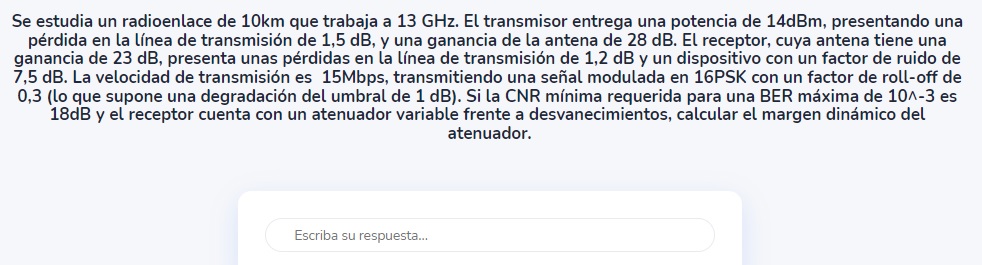 Se estudia un radioenlace de 10km que trabaja a 13 GHz. El transmisor entrega una potencia de 14dBm, presentando una
pérdida en la línea de transmisión de 1,5 dB, y una ganancia de la antena de 28 dB. El receptor, cuya antena tiene una
ganancia de 23 dB, presenta unas pérdidas en la línea de transmisión de 1,2 dB y un dispositivo con un factor de ruido de
7,5 dB. La velocidad de transmisión es 15Mbps, transmitiendo una señal modulada en 16PSK con un factor de roll-off de
0,3 (lo que supone una degradación del umbral de 1 dB). Si la CNR mínima requerida para una BER máxima de 10^-3 es
18dB y el receptor cuenta con un atenuador variable frente a desvanecimientos, calcular el margen dinámico del
atenuador.
Escriba su respuesta...